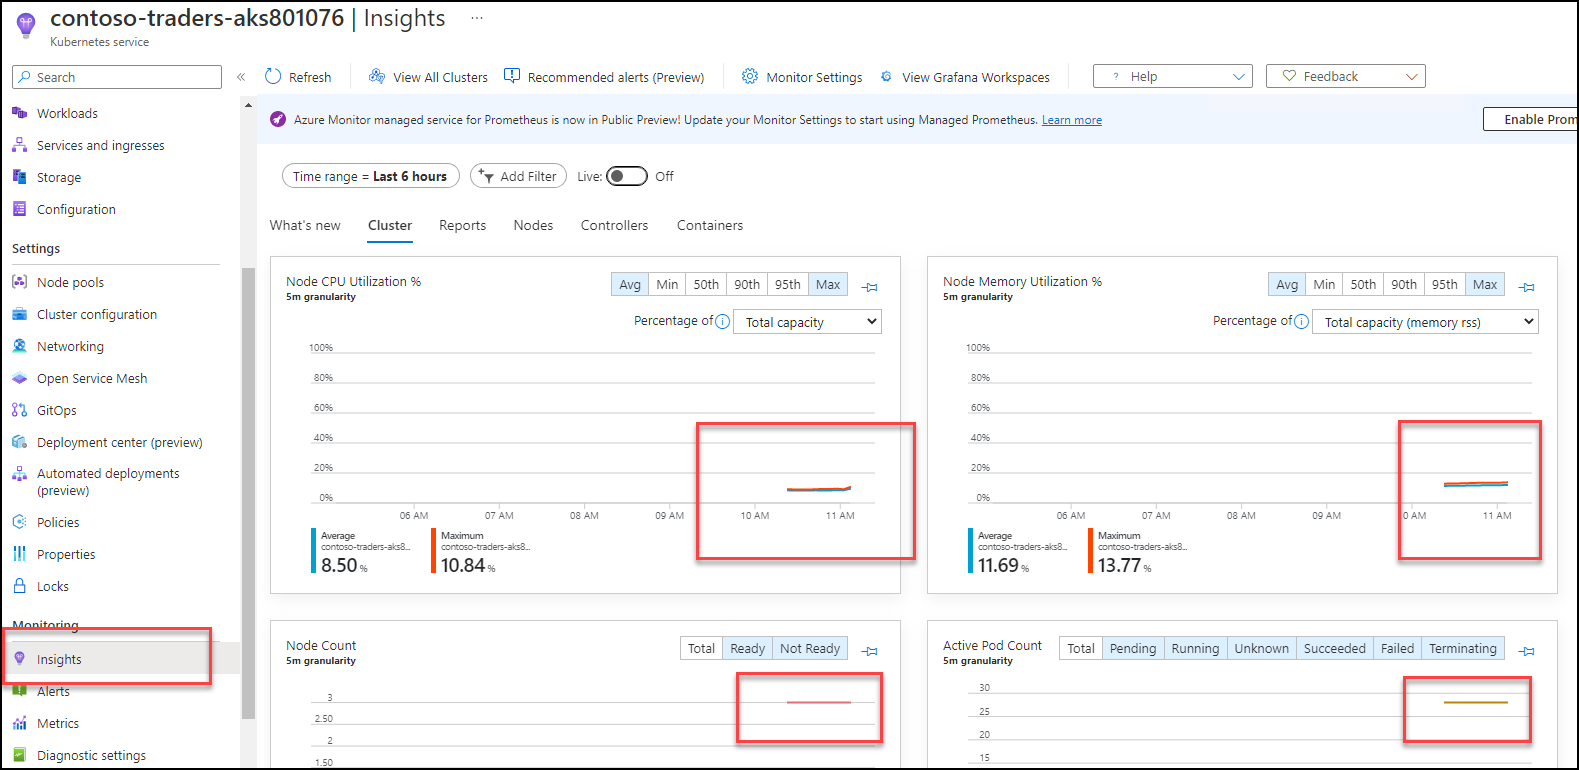 contoso-traders-aks801076 | Insights ...
Kubernetes service
Search
«
Refresh
View All Clusters
Recommended alerts (Preview)
Monitor Settings
View Grafana Workspaces
? Help
Feedback
Workloads
Services and ingresses
Storage
Configuration
Settings
Node pools
Cluster configuration
Networking
Open Service Mesh
GitOps
Deployment center (preview)
Automated deployments
(preview)
Policies
Properties
Locks
Monitoring
Insights
Alerts
Metrics
Diagnostic settings
Azure Monitor managed service for Prometheus is now in Public Preview! Update your Monitor Settings to start using Managed Prometheus. Learn more
Enable Prom
Time range = Last 6 hours
Add Filter
Live: Off
What's new Cluster Reports Nodes Controllers Containers
Node CPU Utilization %
5m granularity
Avg Min 50th 90th 95th Max
Percentage of Total capacity
100%
80%
60%
40%
20%
0%
06 AM 07 AM 08 AM 09 AM 10 AM 11 AM
Average
contoso-traders-aks8...
8.50 %
Maximum
contoso-traders-aks8...
10.84 %
Node Memory Utilization %
5m granularity
Avg Min 50th 90th 95th Max
Percentage of Total capacity (memory rss)
100%
80%
60%
40%
20%
0%
06 AM 07 AM 08 AM 09 AM 0 AM 11 AM
Average
contoso-traders-aks8...
11.69 %
Maximum
contoso-traders-aks8...
13.77 %
Node Count
5m granularity
Total Ready Not Ready
3
2.50
2
1.50
Active Pod Count
5m granularity
Total Pending Running Unknown Succeeded Failed Terminating
30
25
20
15